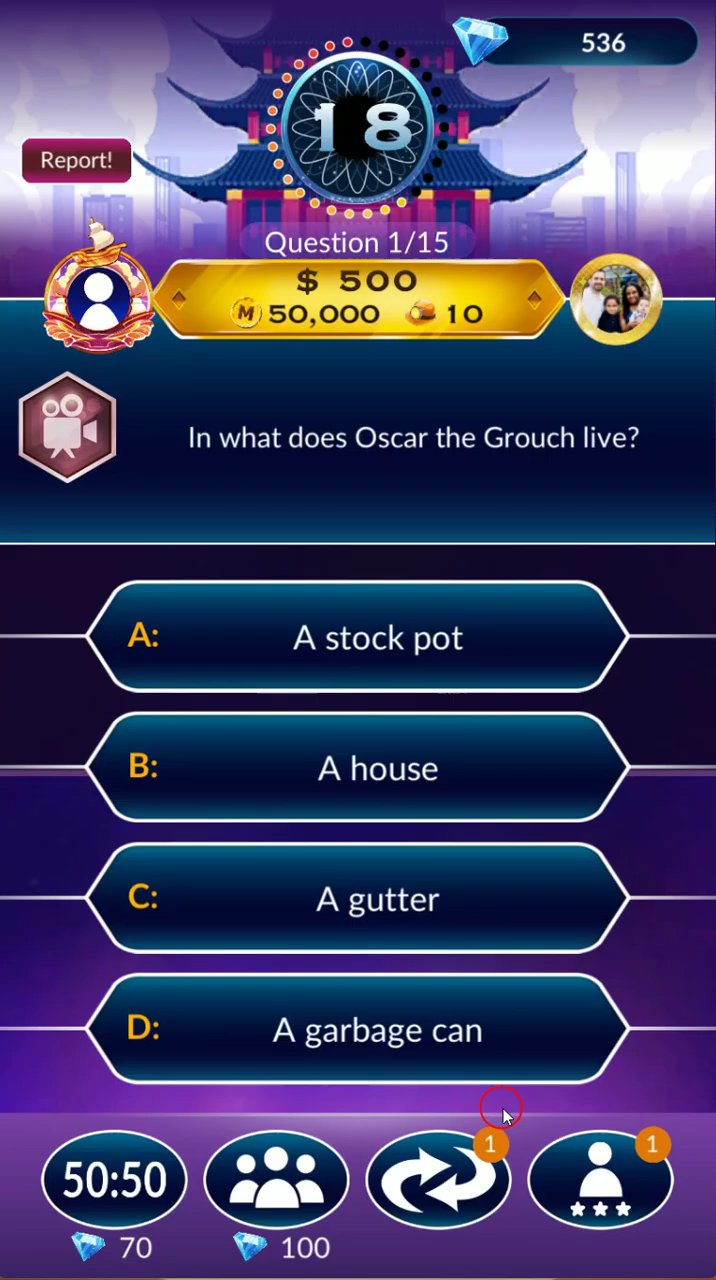 536
18
Report!
Question 1/15
$ 500
M 50,000 10
In what does Oscar the Grouch live?
A: A stock pot
B: A house
C: A gutter
D: A garbage can
1 1
50:50
70 100